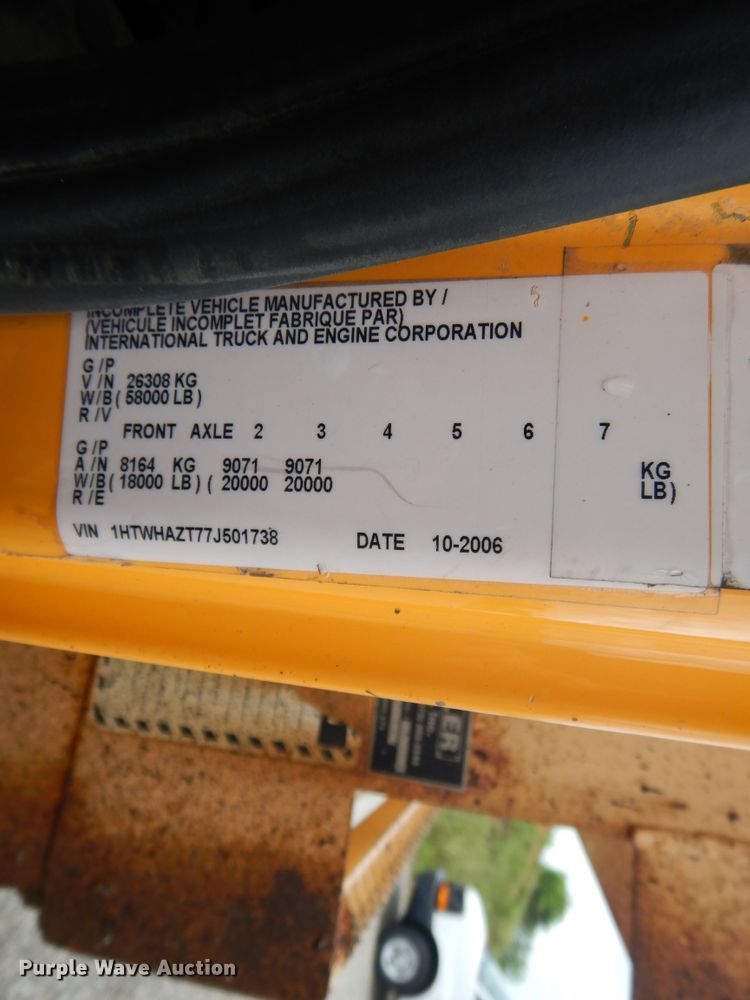 INCOMPLETE VEHICLE MANUFACTURED BY /
(VEHICULE INCOMPLET FABRIQUE PAR)
INTERNATIONAL TRUCK AND ENGINE CORPORATION
G /P
V /N 26308 KG
W/B ( 58000 LB )
R /V
FRONT AXLE 2 3 4 5 6 7
G /P
A /N 8164 KG 9071 9071 KG
W/B ( 18000 LB ) ( 20000 20000 LB)
R /E
VIN 1HTWHAZT77J501738 DATE 10-2006
Purple Wave Auction